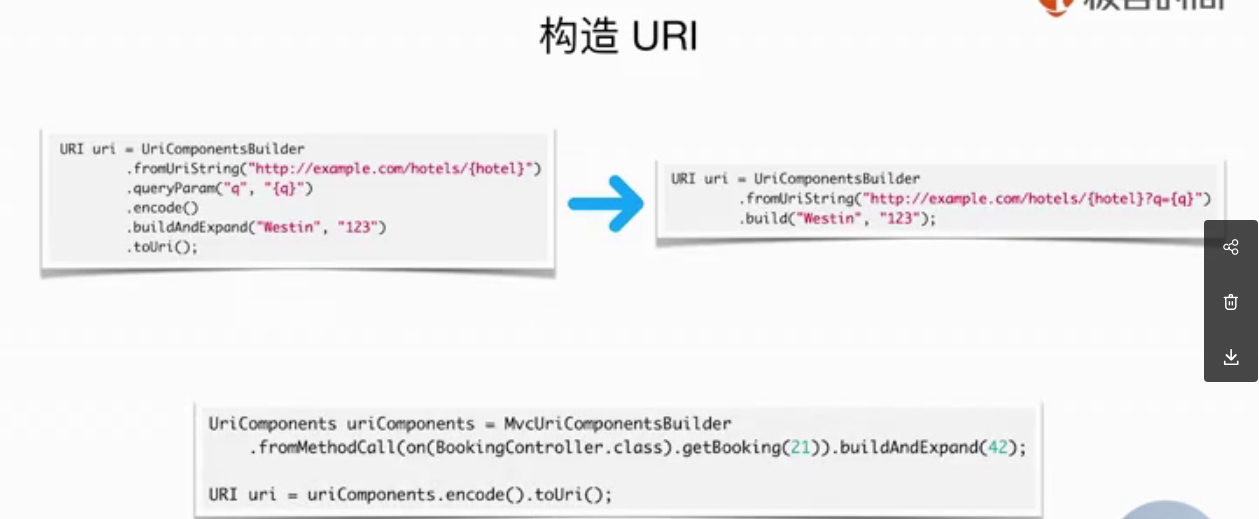 构造 URI
URI uri = UriComponentsBuilder
.fromUriString("http://example.com/hotels/{hotel}")
.queryParam("q", "{q}")
.encode()
.buildAndExpand("Westin", "123")
.toUri();
URI uri = UriComponentsBuilder
.fromUriString("http://example.com/hotels/{hotel}?q={q}")
.build("Westin", "123");
UriComponents uriComponents = MvcUriComponentsBuilder
.fromMethodCall(on(BookingController.class).getBooking(21)).buildAndExpand(42);
URI uri = uriComponents.encode().toUri();